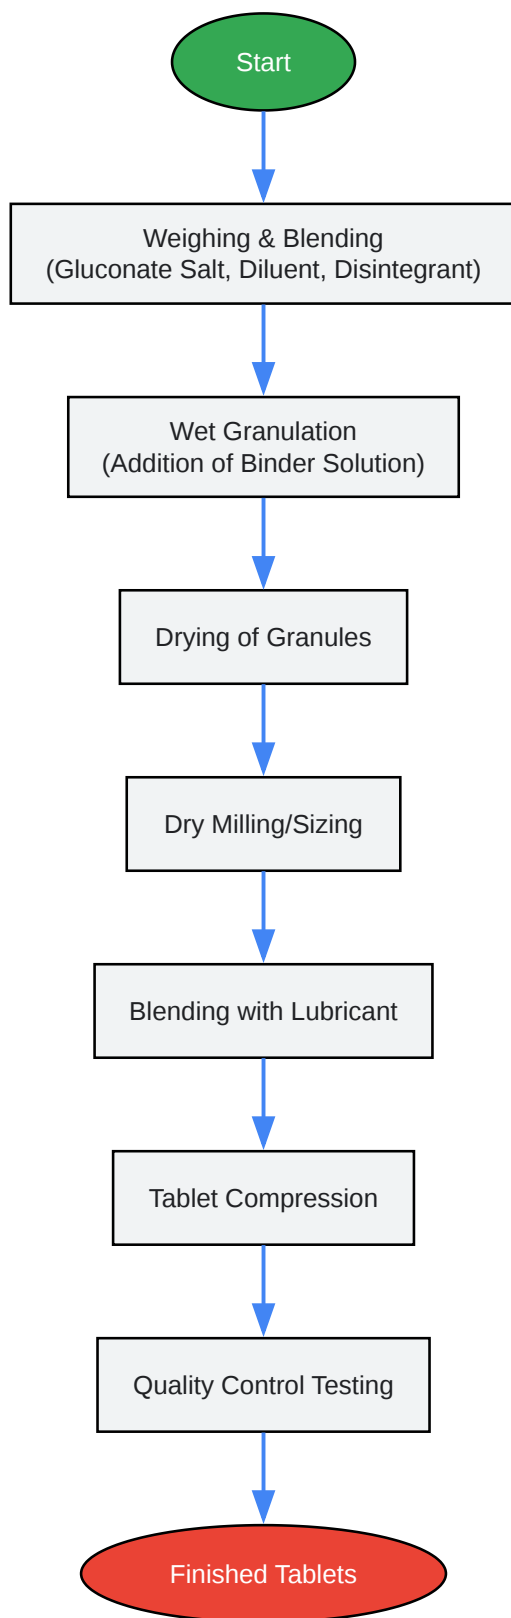 Start
Weighing & Blending
(Gluconate Salt, Diluent, Disintegrant)
Wet Granulation
(Addition of Binder Solution)
Drying of Granules
Dry Milling/Sizing
Blending with Lubricant
Tablet Compression
Quality Control Testing
Finished Tablets